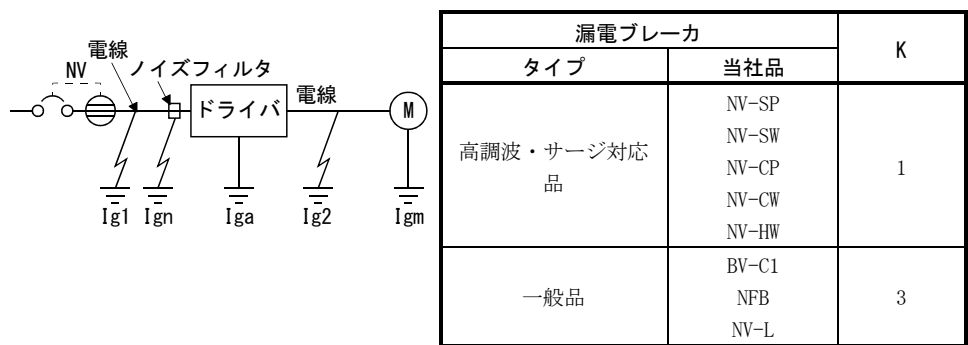 電線
NV
ノイズフィルタ
ドライバ
電線
M
Ig1 Ign Iga Ig2 Igm
漏電ブレーカ
K
タイプ
当社品
高調波・サージ対応
品
NV-SP
NV-SW
NV-CP
NV-CW
NV-HW
1
一般品
BV-C1
NFB
NV-L
3